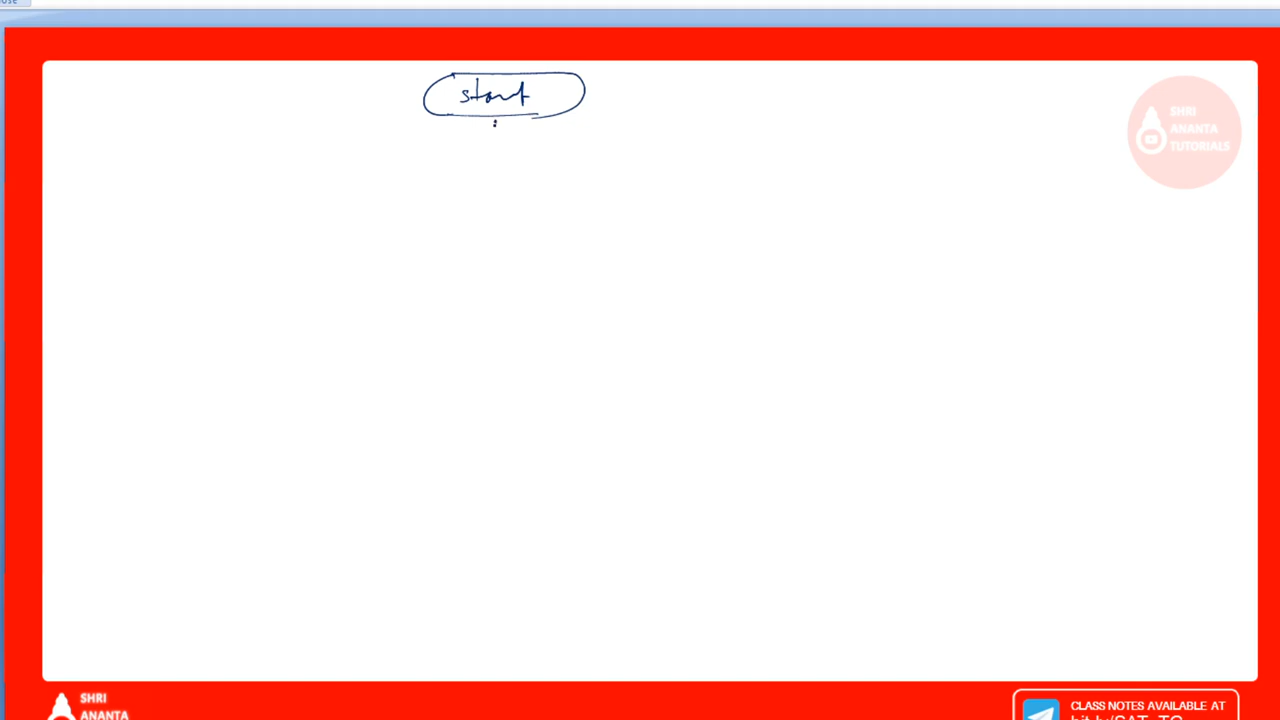 start
SHRI
ANANTA
TUTORIALS
SHRI
ANANTA
CLASS NOTES AVAILABLE AT